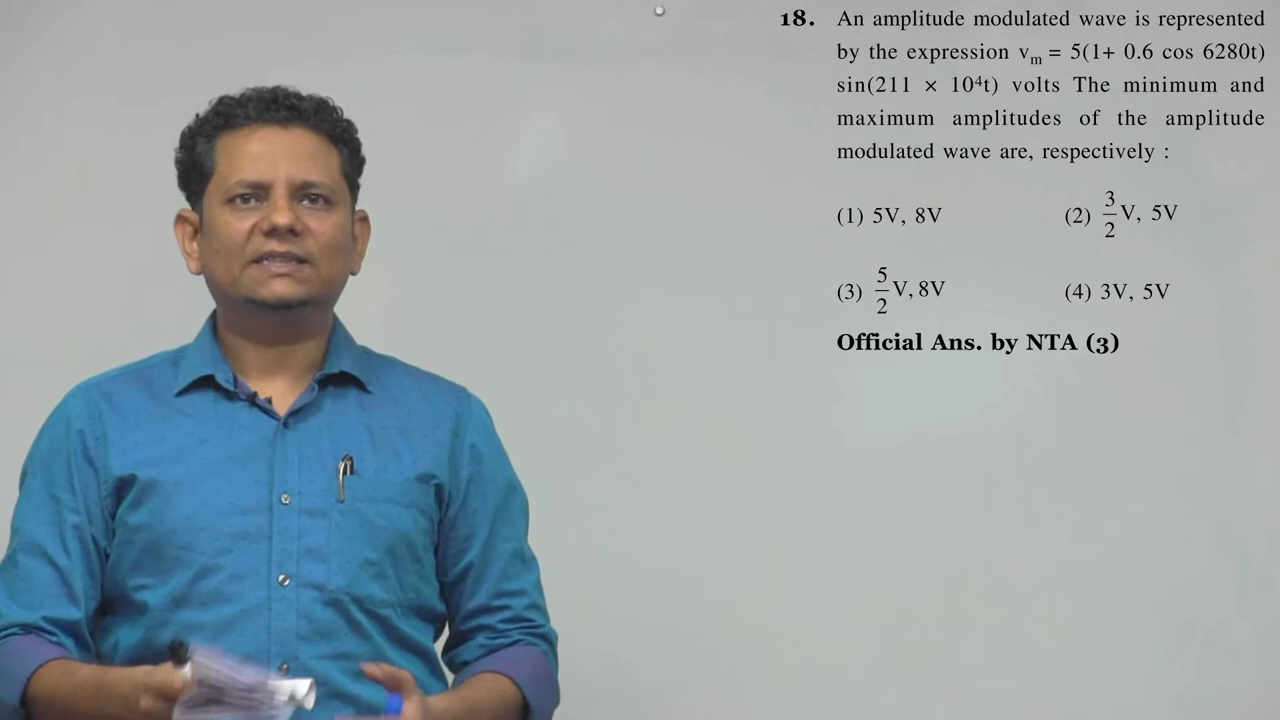 18. An amplitude modulated wave is represented
by the expression vₘ = 5(1+ 0.6 cos 6280t)
sin(211 × 10⁴t) volts The minimum and
maximum amplitudes of the amplitude
modulated wave are, respectively :
(1) 5V, 8V (2) 3/2 V, 5V
(3) 5/2 V, 8V (4) 3V, 5V
Official Ans. by NTA (3)